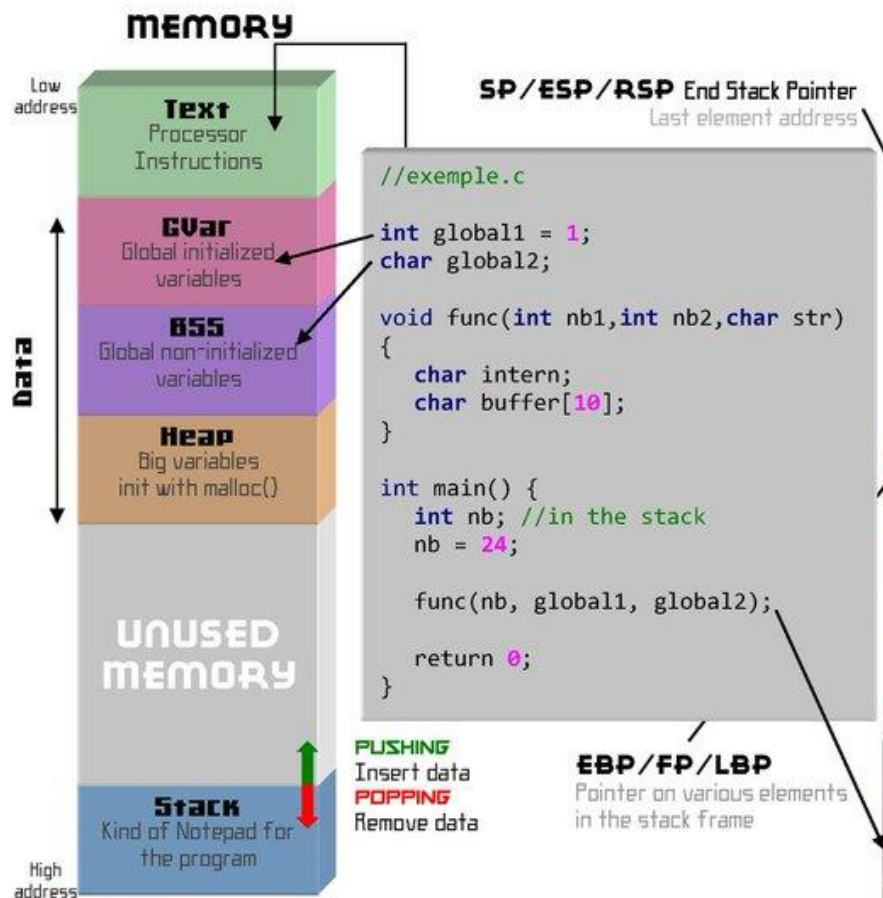 MEMORY
Low
address
Text
Processor
Instructions
GVar
Global initialized
variables
BSS
Global non-initialized
variables
Data
Heap
Big variables
init with malloc()
UNUSED
MEMORY
Stack
Kind of Notepad for
the program
High
address
PUSHING
Insert data
POPPING
Remove data
SP/ESP/RSP End Stack Pointer
Last element address
//exemple.c
int global1 = 1;
char global2;
void func(int nb1,int nb2,char str)
{
char intern;
char buffer[10];
}
int main() {
int nb; //in the stack
nb = 24;
func(nb, global1, global2);
return 0;
}
EBP/FP/LBP
Pointer on various elements
in the stack frame